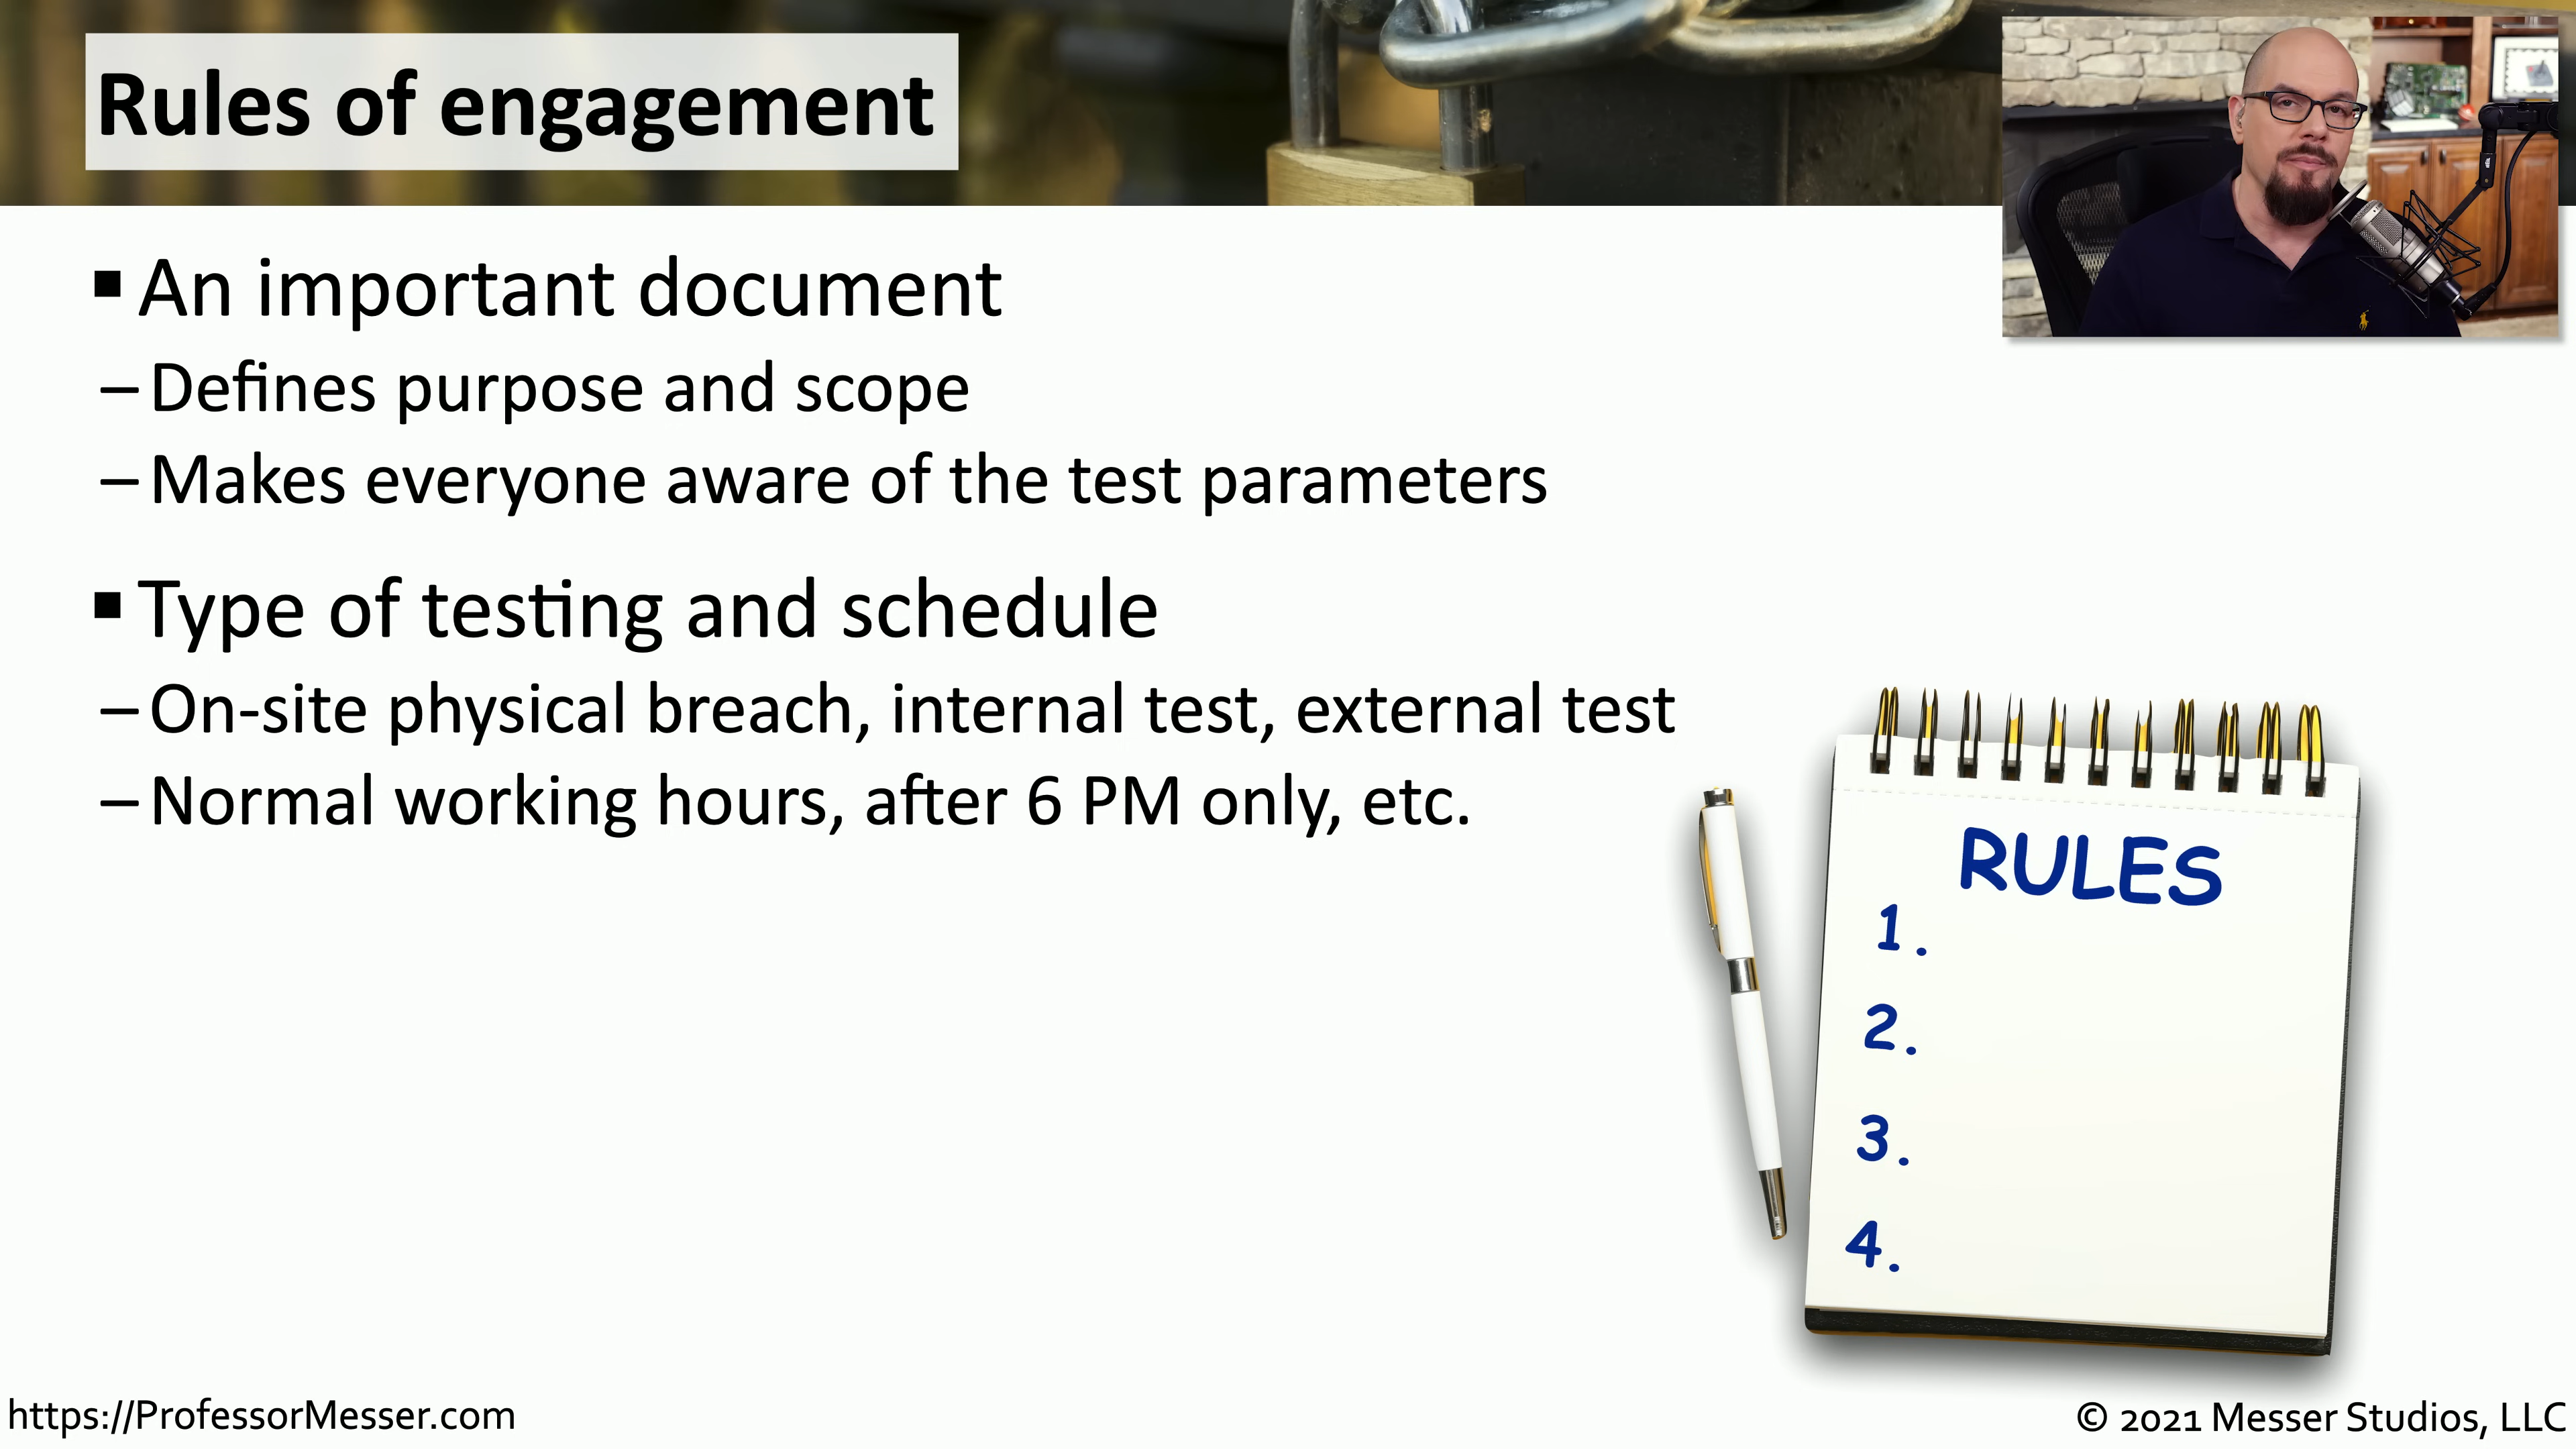 Rules of engagement
▪ An important document
– Defines purpose and scope
– Makes everyone aware of the test parameters
▪ Type of testing and schedule
– On-site physical breach, internal test, external test
– Normal working hours, after 6 PM only, etc.
RULES
1.
2.
3.
4.
https://ProfessorMesser.com
© 2021 Messer Studios, LLC